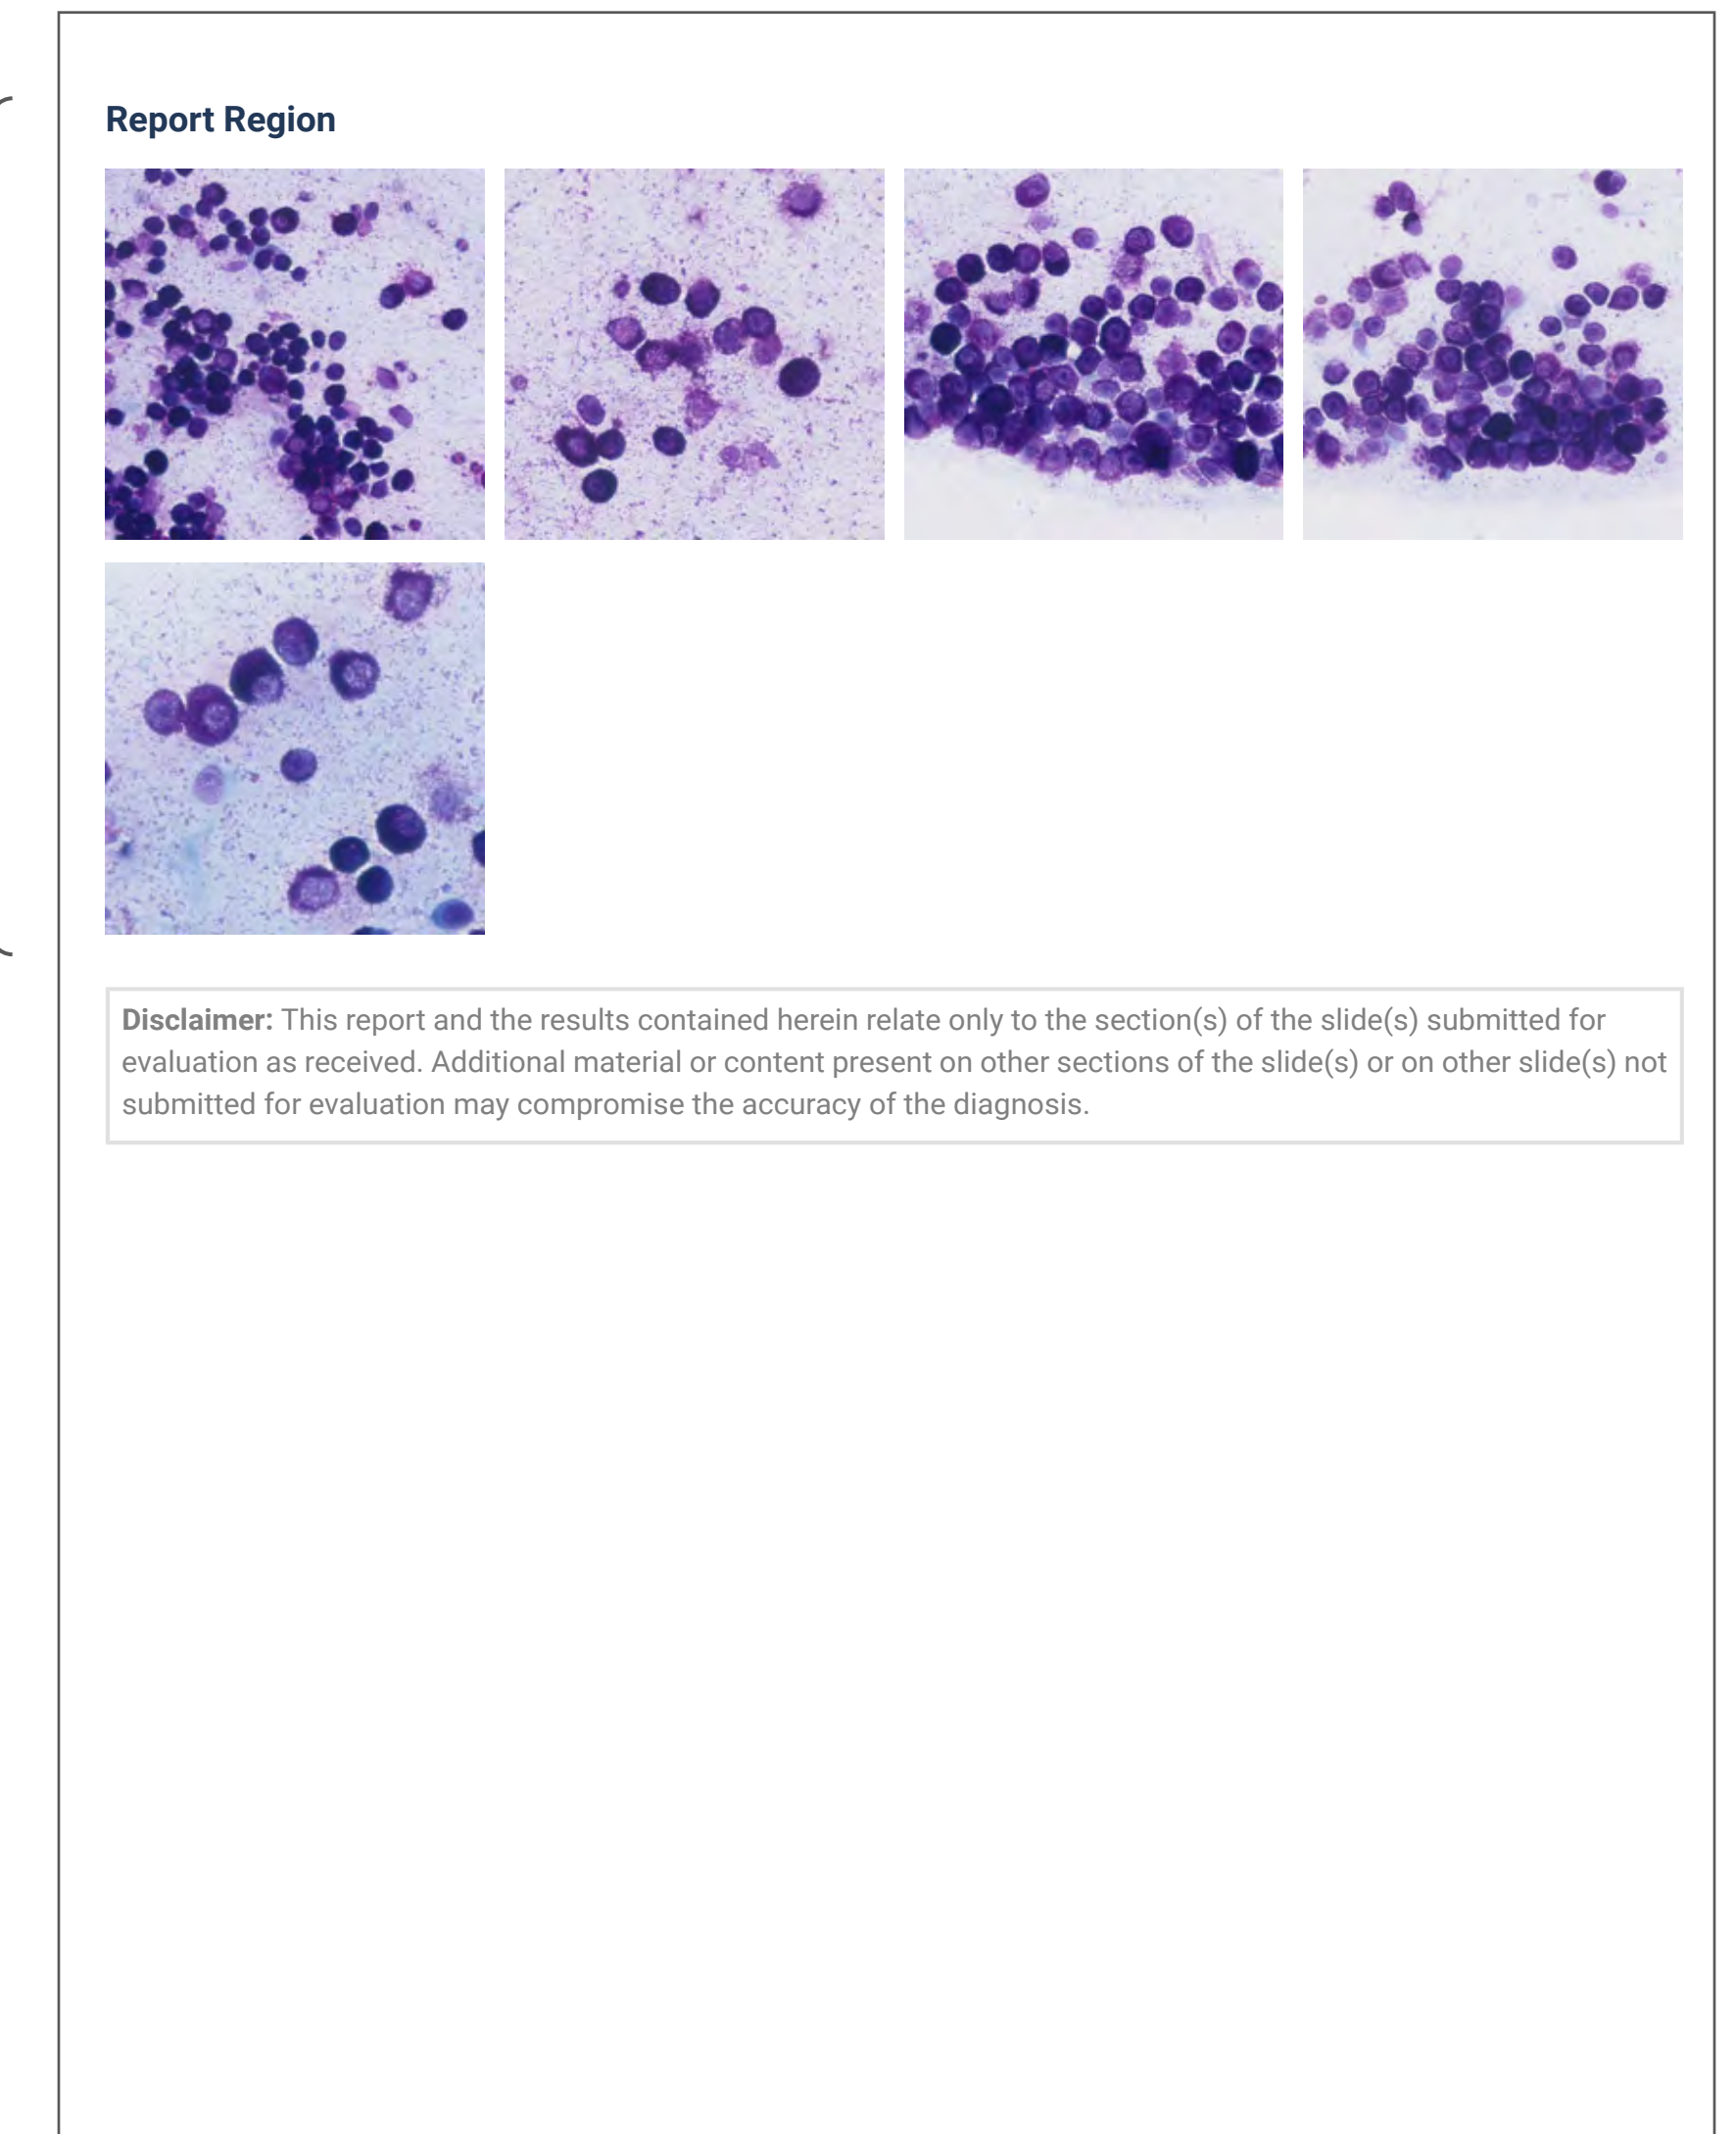 Report Region
Disclaimer: This report and the results contained herein relate only to the section(s) of the slide(s) submitted for
evaluation as received. Additional material or content present on other sections of the slide(s) or on other slide(s) not
submitted for evaluation may compromise the accuracy of the diagnosis.